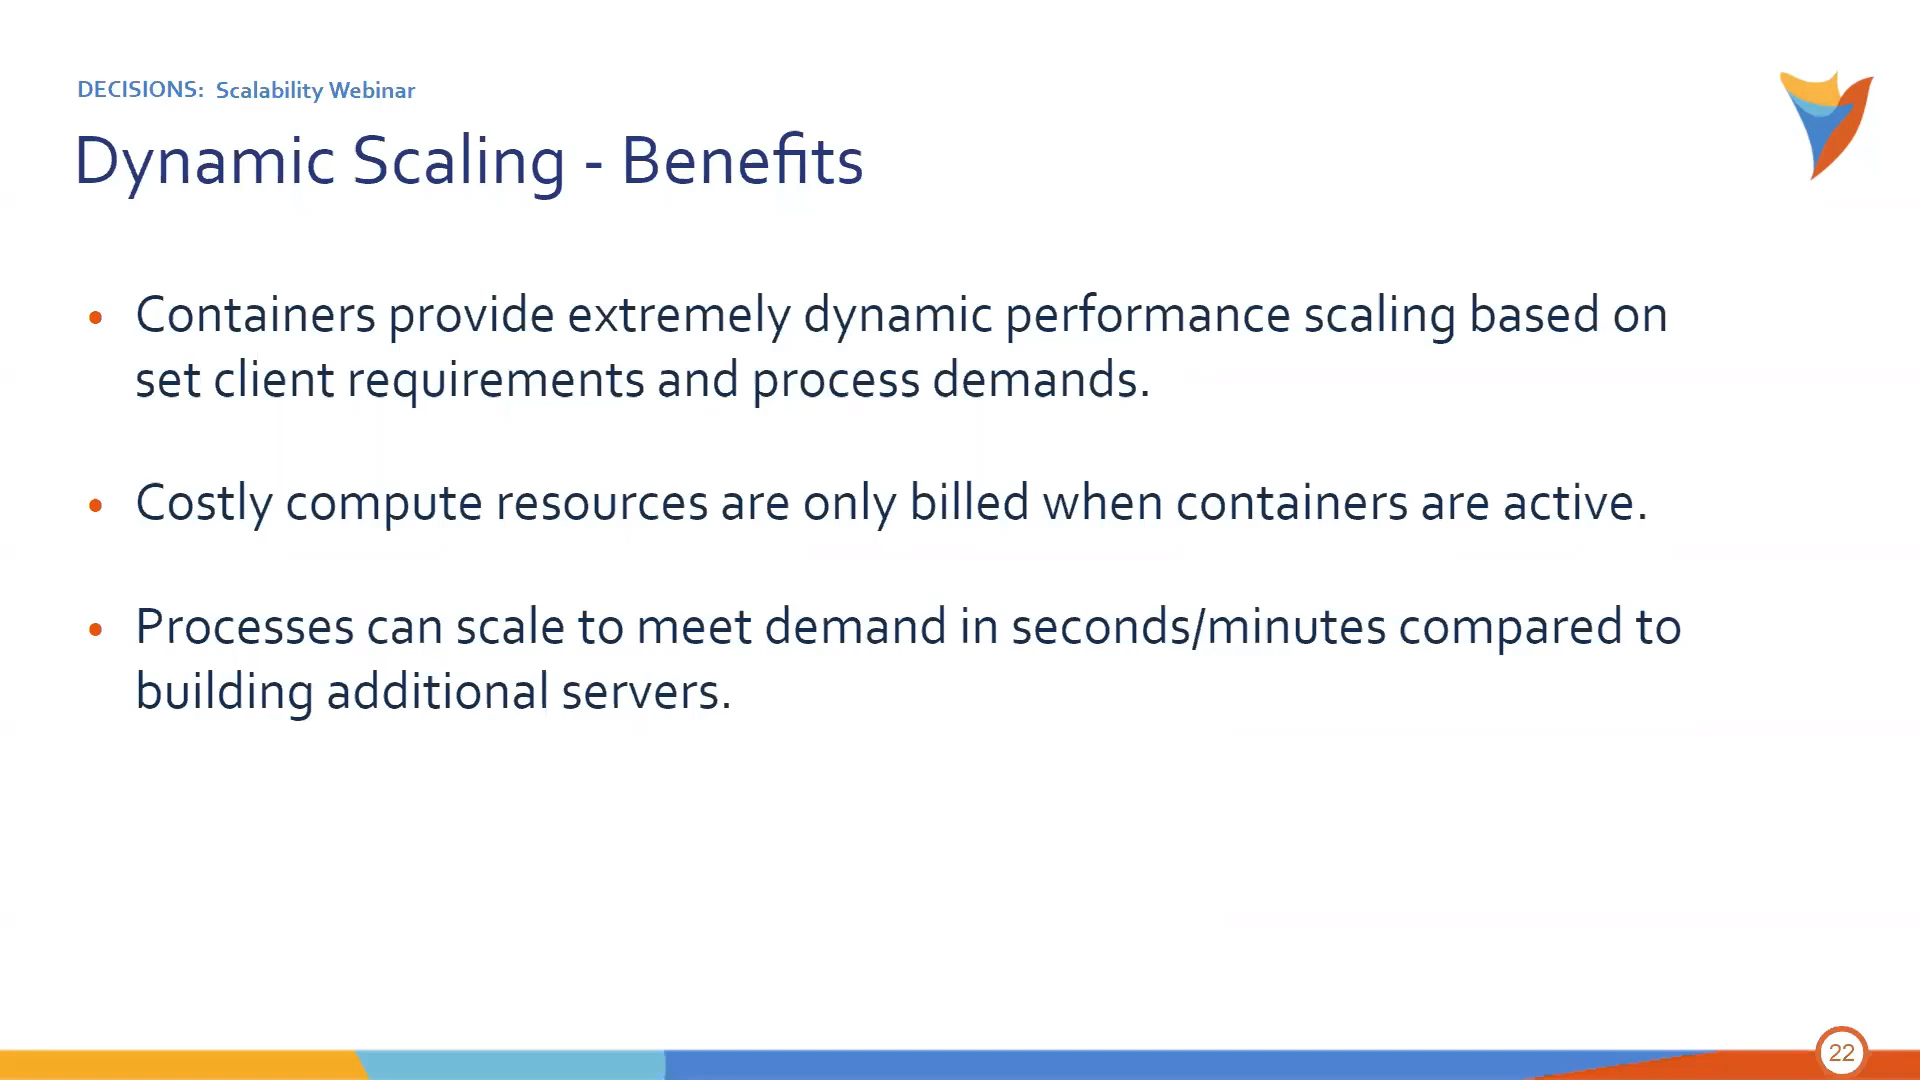 DECISIONS: Scalability Webinar
Dynamic Scaling - Benefits
• Containers provide extremely dynamic performance scaling based on
set client requirements and process demands.
• Costly compute resources are only billed when containers are active.
• Processes can scale to meet demand in seconds/minutes compared to
building additional servers.
22